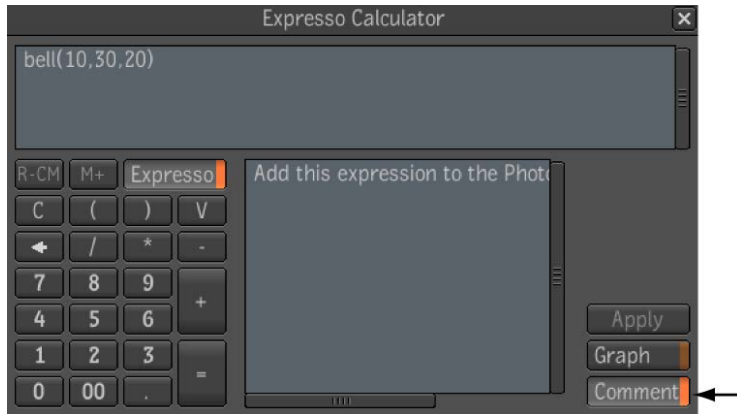 Expresso Calculator
bell(10,30,20)
R-CM M+ Expresso
C ( ) V
/ * -
7 8 9
+
4 5 6
1 2 3
=
0 00 .
Add this expression to the Photo
Apply
Graph
Comment